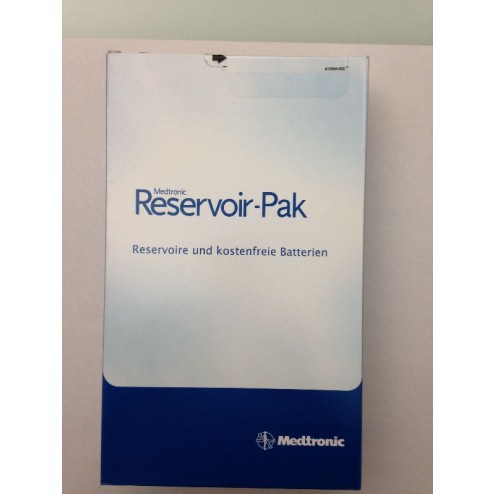 Medtronic
Reservoir-Pak
Reservoire und kostenfreie Batterien
Medtronic